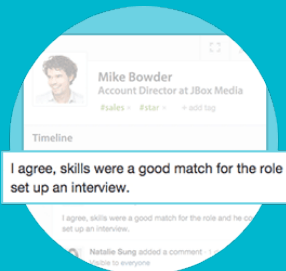 Mike Bowder
Account Director at JBox Media
#sales × #star × + add tag
Timeline
I agree, skills were a good match for the role
set up an interview.
I agree, skills were a good match for the role and he co
set up an interview.
Natalie Sung added a comment
Visible to everyone